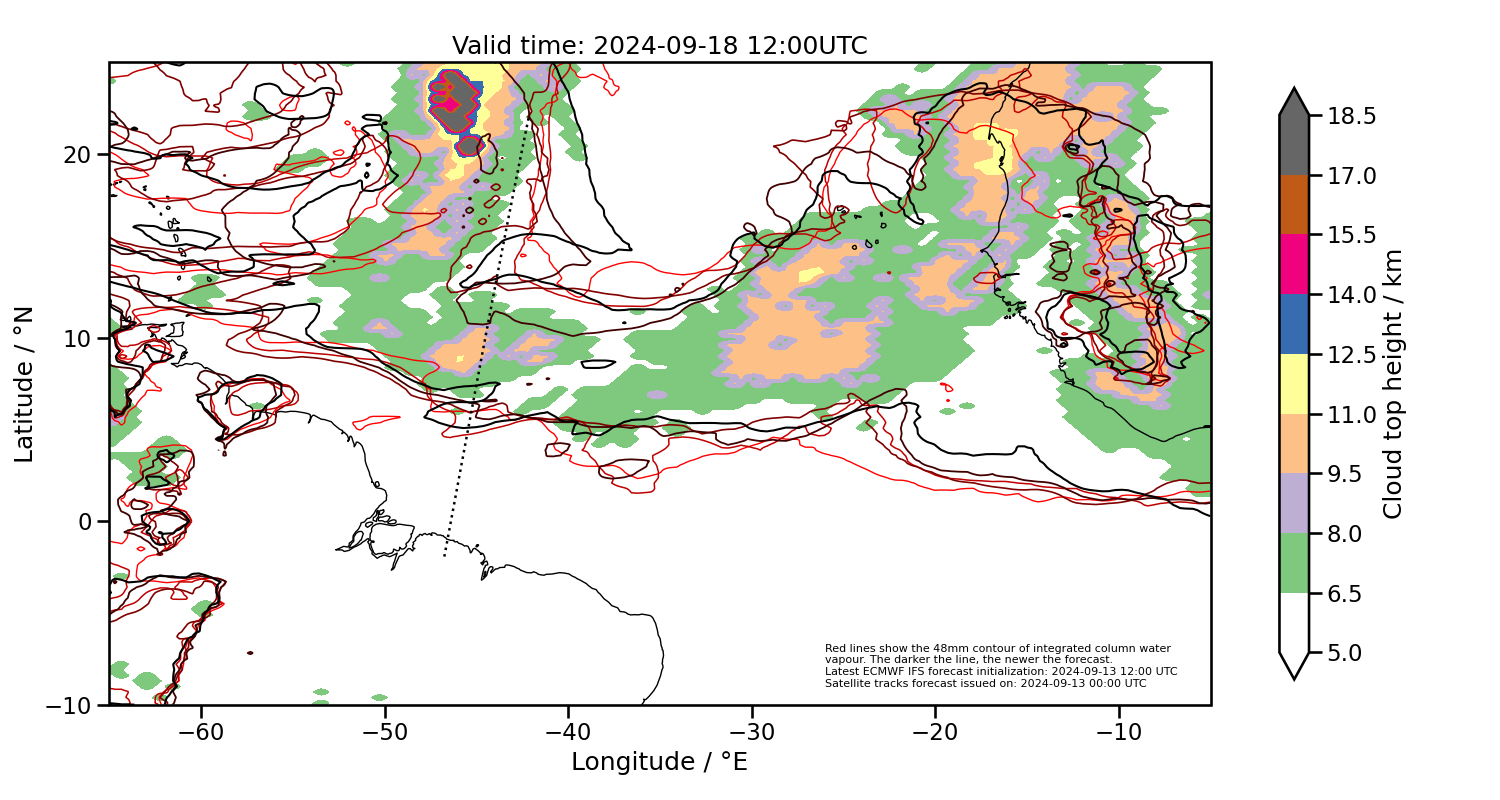 Valid time: 2024-09-18 12:00UTC
20
10
0
−10
Latitude / °N
−60
−50
−40
−30
−20
−10
Longitude / °E
Red lines show the 48mm contour of integrated column water
vapour. The darker the line, the newer the forecast.
Latest ECMWF IFS forecast initialization: 2024-09-13 12:00 UTC
Satellite tracks forecast issued on: 2024-09-13 00:00 UTC
18.5
17.0
15.5
14.0
12.5
11.0
9.5
8.0
6.5
5.0
Cloud top height / km